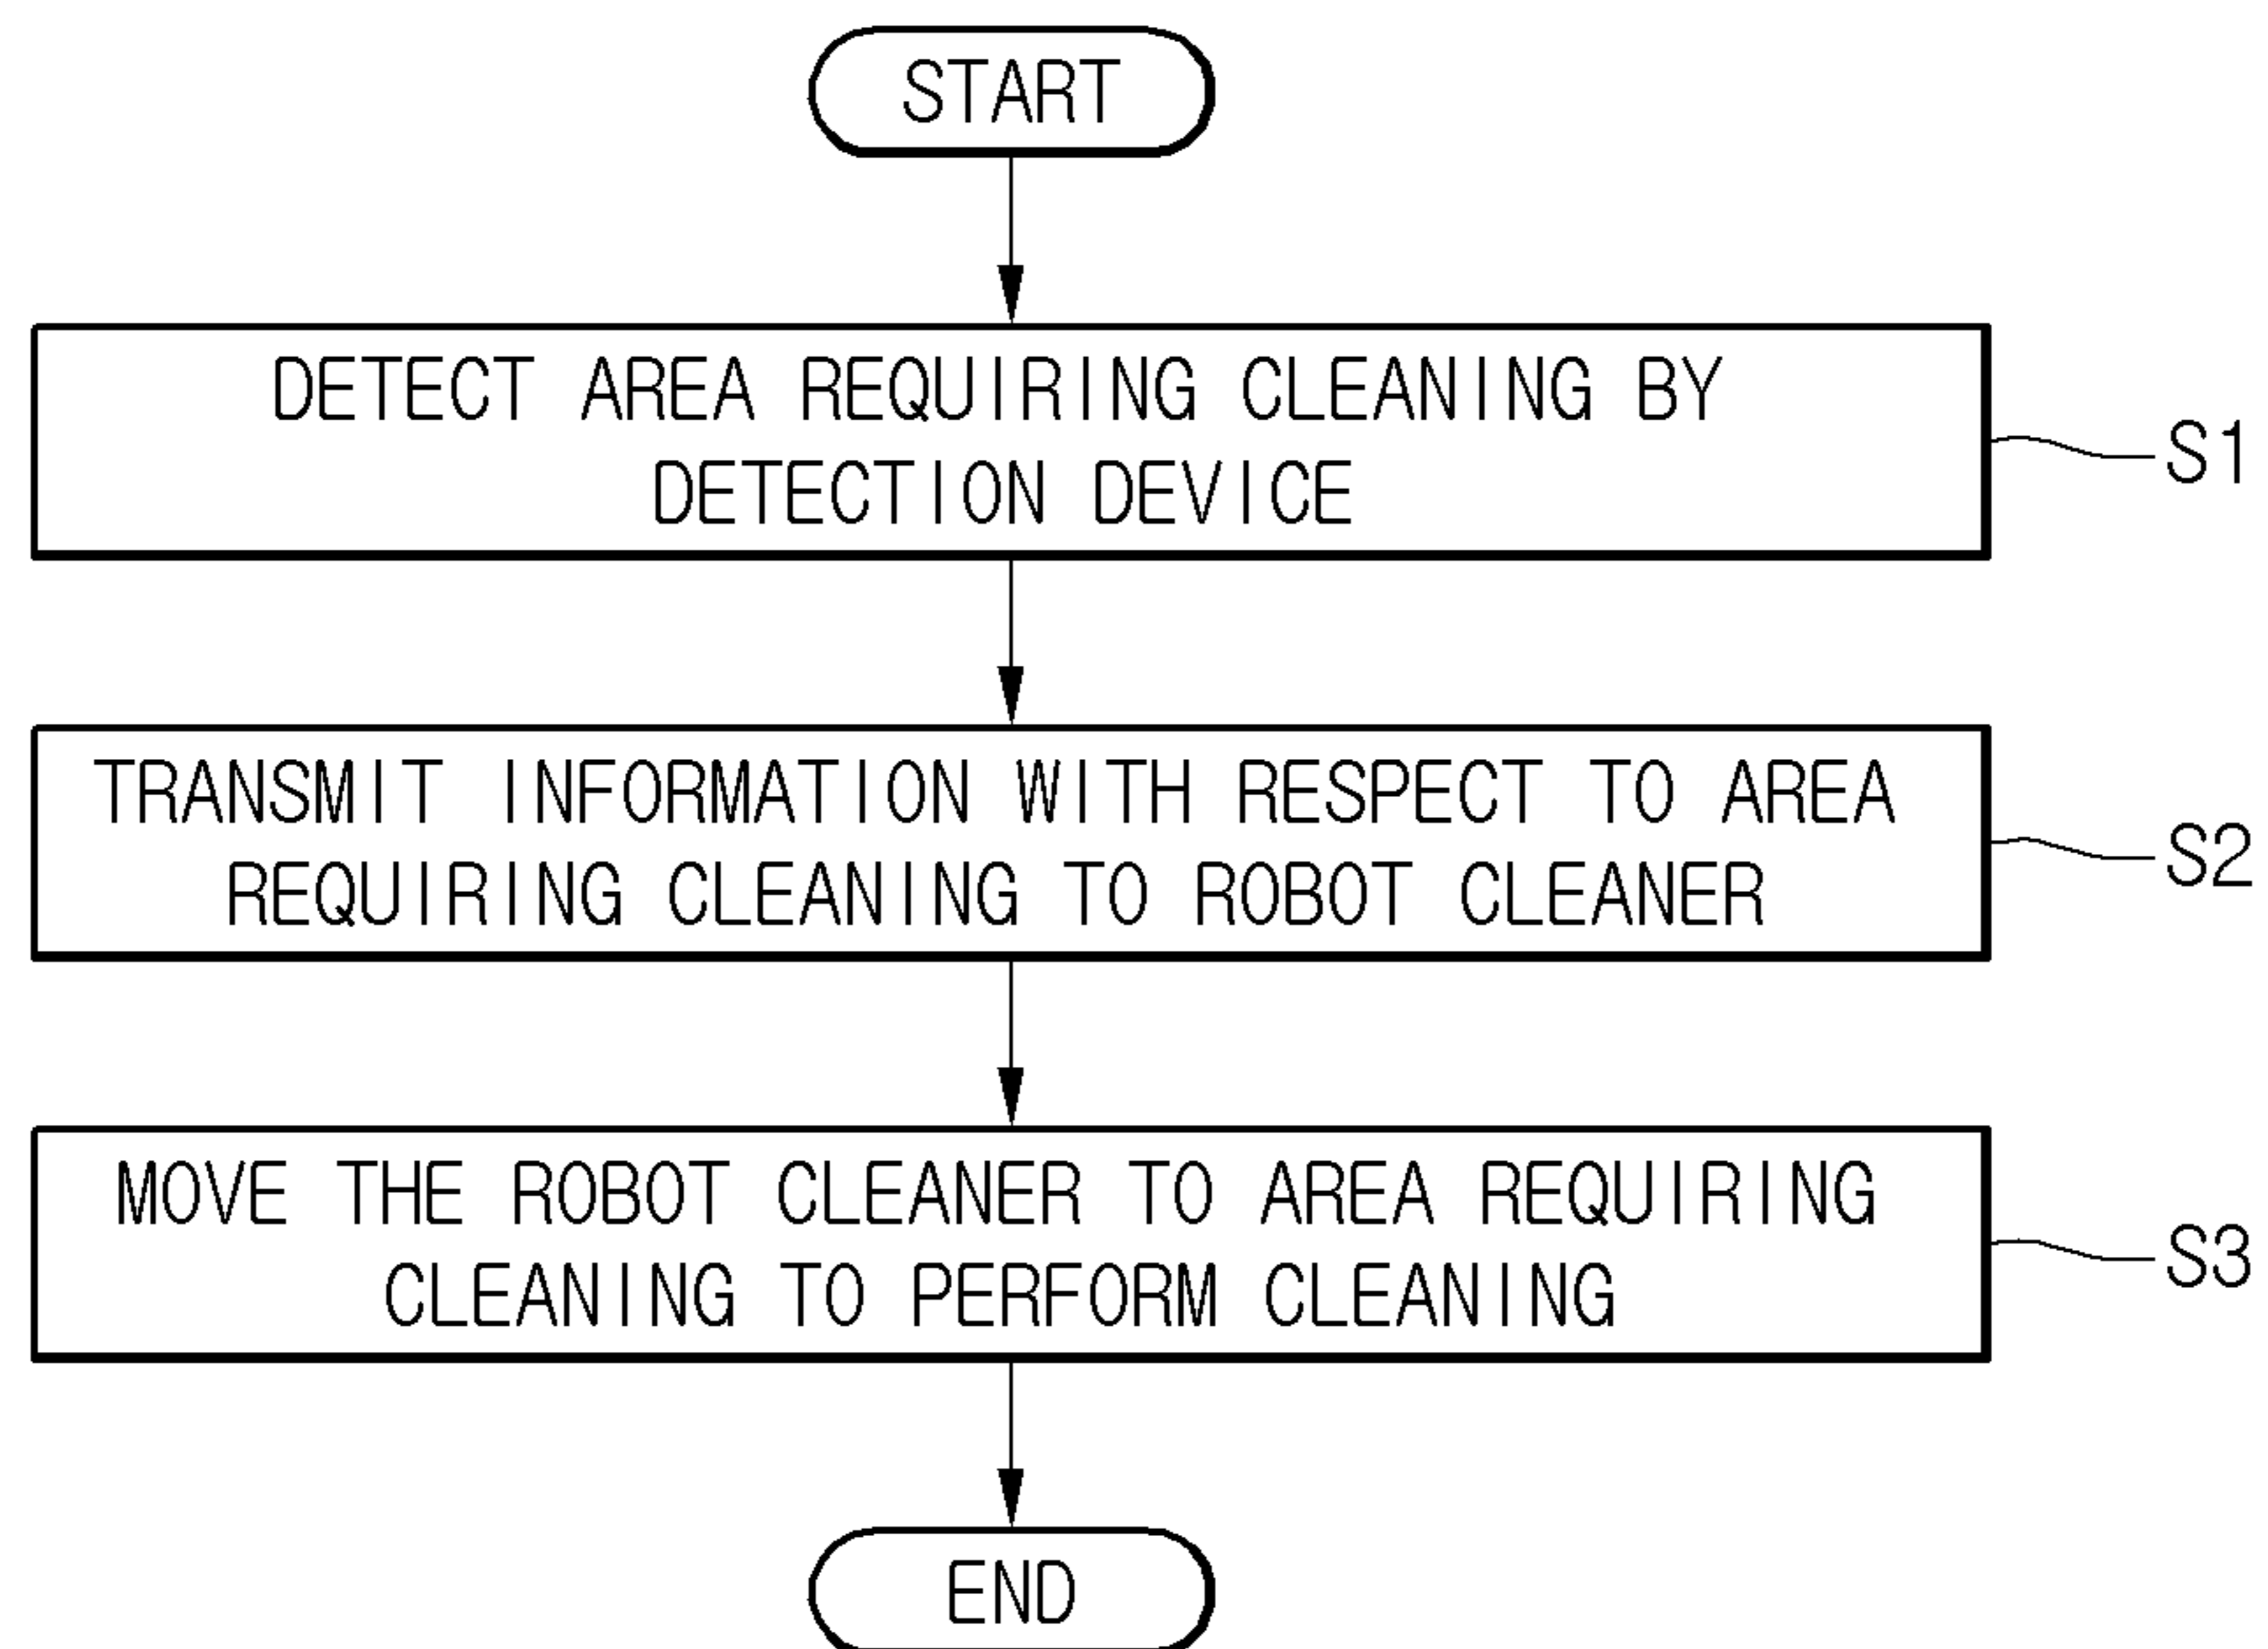 START
DETECT AREA REQUIRING CLEANING BY
DETECTION DEVICE
S1
TRANSMIT INFORMATION WITH RESPECT TO AREA
REQUIRING CLEANING TO ROBOT CLEANER
S2
MOVE THE ROBOT CLEANER TO AREA REQUIRING
CLEANING TO PERFORM CLEANING
S3
END